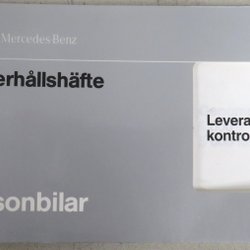 Mercedes-Benz
erhållshäfte
Levera
kontro
sonbilar